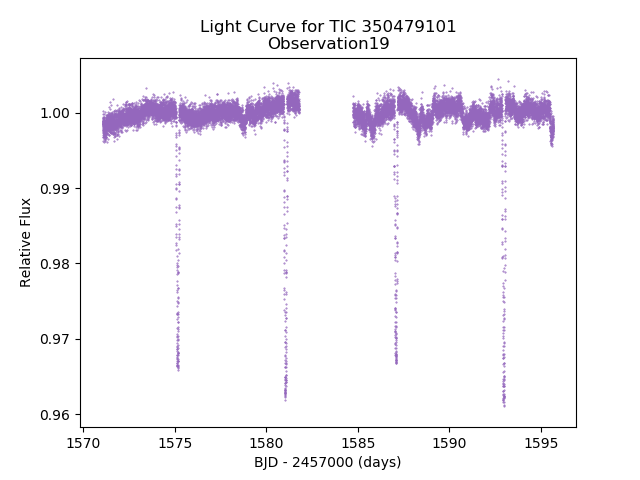 Light Curve for TIC 350479101
Observation19
1.00
0.99
0.98
0.97
0.96
Relative Flux
1570
1575
1580
1585
1590
1595
BJD - 2457000 (days)